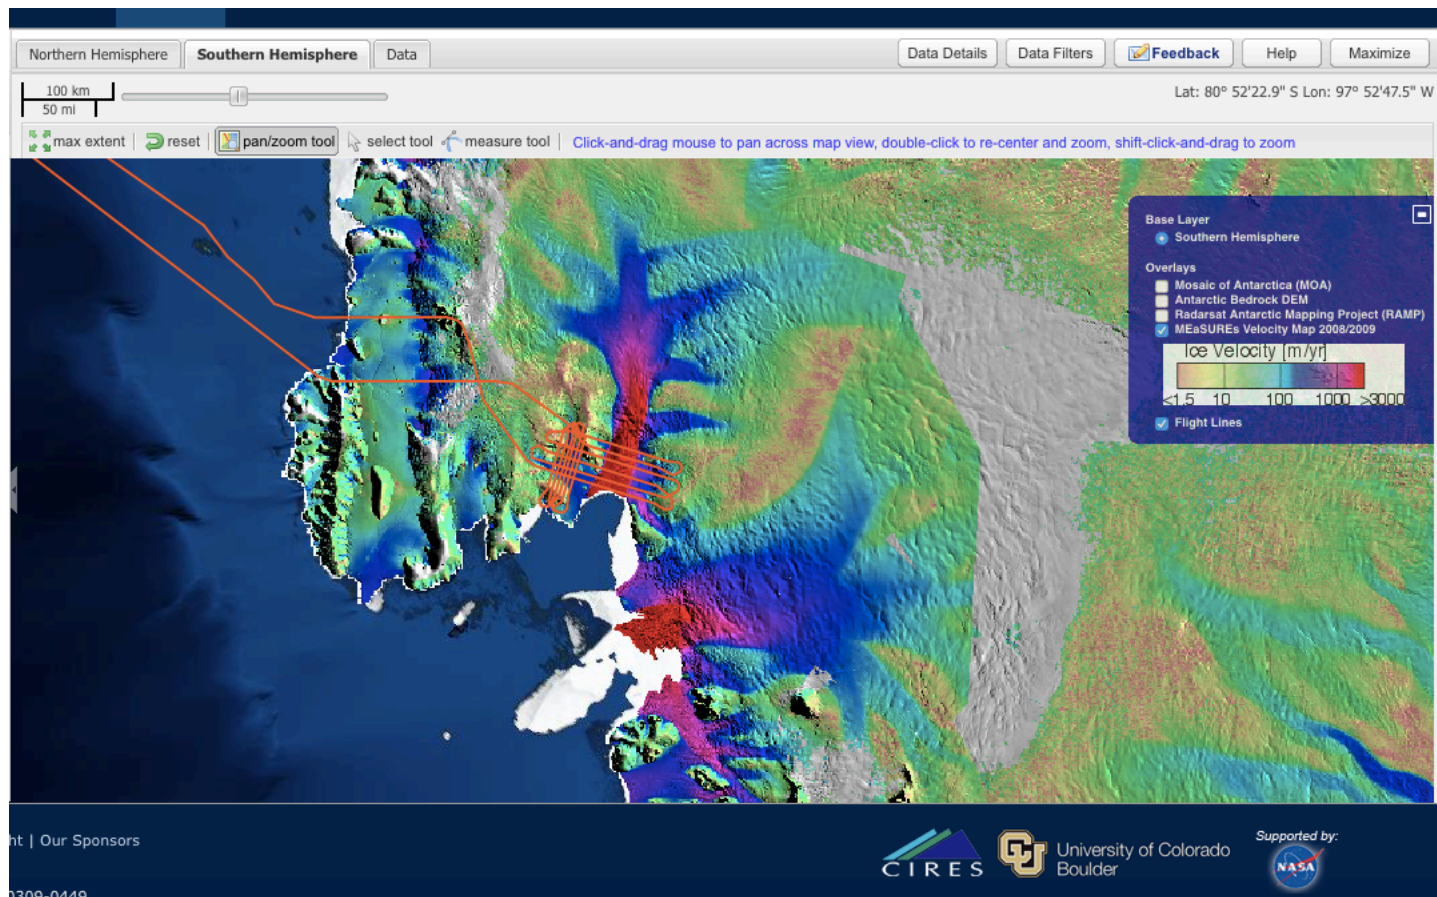 Northern Hemisphere Southern Hemisphere Data Data Details Data Filters Feedback Help Maximize
100 km
50 mi
Lat: 80° 52'22.9" S Lon: 97° 52'47.5" W
max extent | reset | pan/zoom tool select tool measure tool | Click-and-drag mouse to pan across map view, double-click to re-center and zoom, shift-click-and-drag to zoom
Base Layer
Southern Hemisphere
Overlays
Mosaic of Antarctica (MOA)
Antarctic Bedrock DEM
Radarsat Antarctic Mapping Project (RAMP)
MEaSUREs Velocity Map 2008/2009
Ice Velocity [m/yr]
<1.5 10 100 1000 >3000
Flight Lines
ht | Our Sponsors
CIRES
CU
University of Colorado
Boulder
Supported by:
NASA
0309-0449